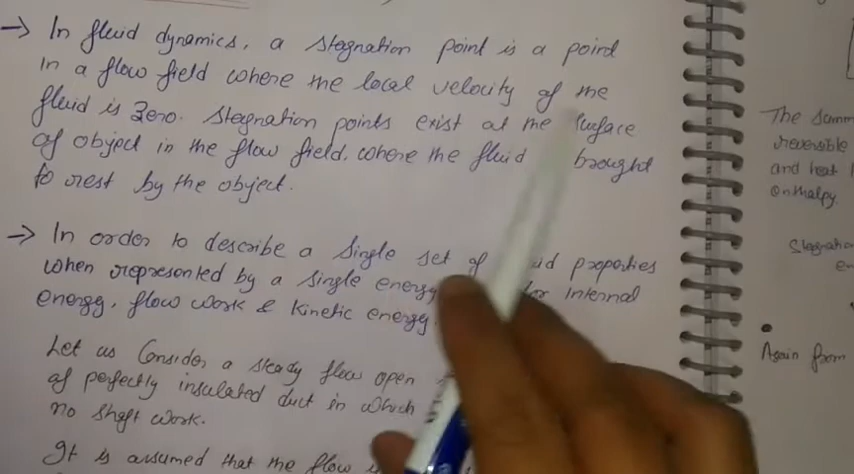 → In fluid dynamics, a stagnation point is a point
in a flow field where the local velocity of the
fluid is Zero. Stagnation points exist at the surface
of object in the flow field, where the fluid brought
to rest by the object.
→ In order to describe a single set of properties
when represented by a single energy for internal
energy, flow work & kinetic energy.
Let us Consider a steady flow open
of perfectly insulated duct in which
no shaft work.
It is assumed that the flow
The
reversible
and heat
enthalpy.
Stagnation
Again from